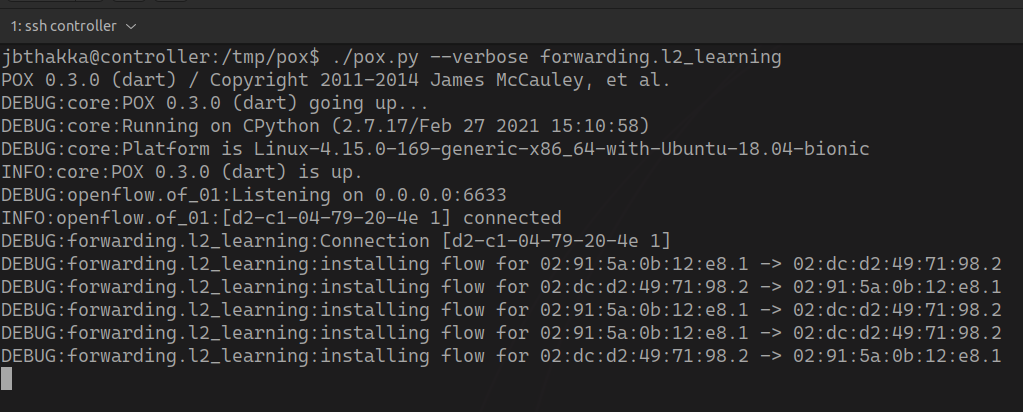 1: ssh controller
jbthakka@controller:/tmp/pox$ ./pox.py --verbose forwarding.l2_learning
POX 0.3.0 (dart) / Copyright 2011-2014 James McCauley, et al.
DEBUG:core:POX 0.3.0 (dart) going up...
DEBUG:core:Running on CPython (2.7.17/Feb 27 2021 15:10:58)
DEBUG:core:Platform is Linux-4.15.0-169-generic-x86_64-with-Ubuntu-18.04-bionic
INFO:core:POX 0.3.0 (dart) is up.
DEBUG:openflow.of_01:Listening on 0.0.0.0:6633
INFO:openflow.of_01:[d2-c1-04-79-20-4e 1] connected
DEBUG:forwarding.l2_learning:Connection [d2-c1-04-79-20-4e 1]
DEBUG:forwarding.l2_learning:installing flow for 02:91:5a:0b:12:e8.1 -> 02:dc:d2:49:71:98.2
DEBUG:forwarding.l2_learning:installing flow for 02:dc:d2:49:71:98.2 -> 02:91:5a:0b:12:e8.1
DEBUG:forwarding.l2_learning:installing flow for 02:91:5a:0b:12:e8.1 -> 02:dc:d2:49:71:98.2
DEBUG:forwarding.l2_learning:installing flow for 02:91:5a:0b:12:e8.1 -> 02:dc:d2:49:71:98.2
DEBUG:forwarding.l2_learning:installing flow for 02:dc:d2:49:71:98.2 -> 02:91:5a:0b:12:e8.1